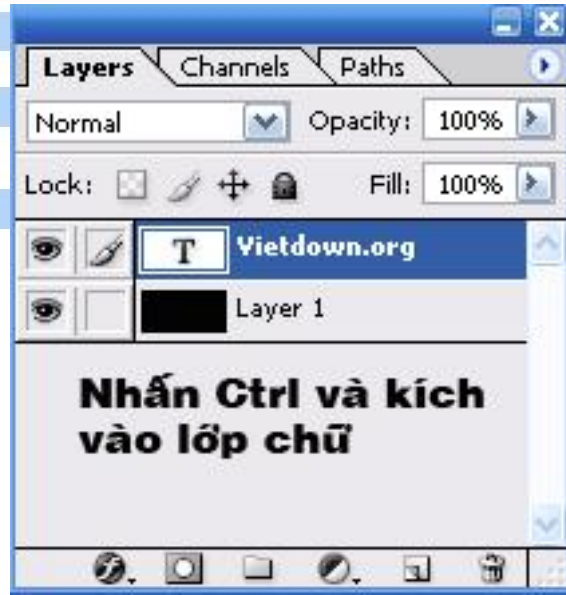 Layers Channels Paths
Normal Opacity: 100%
Lock: Fill: 100%
T Vietdown.org
Layer 1
Nhấn Ctrl và kích
vào lớp chữ